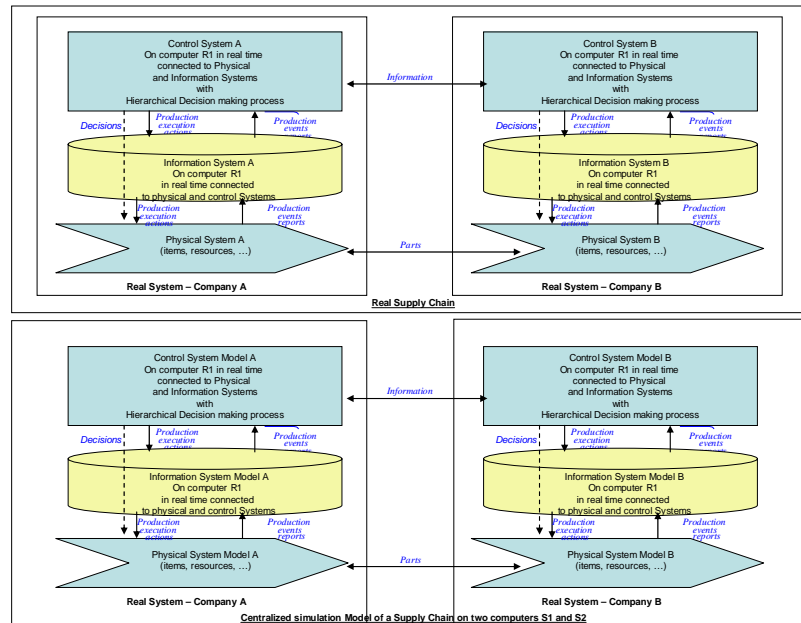 Control System A
On computer R1 in real time
connected to Physical
and Information Systems
with
Hierarchical Decision making process
Information
Control System B
On computer R1 in real time
connected to Physical
and Information Systems
with
Hierarchical Decision making process
Decisions
Production
execution
actions
Production
events
Decisions
Production
execution
actions
Production
events
Information System A
On computer R1
in real time connected
to physical and control Systems
Information System B
On computer R1
in real time connected
to physical and control Systems
Production
execution
actions
Production
events
reports
Production
execution
actions
Production
events
reports
Physical System A
(items, resources, …)
Parts
Physical System B
(items, resources, …)
Real System – Company A
Real System – Company B
Real Supply Chain
Control System Model A
On computer R1 in real time
connected to Physical
and Information Systems
with
Hierarchical Decision making process
Information
Control System Model B
On computer R1 in real time
connected to Physical
and Information Systems
with
Hierarchical Decision making process
Decisions
Production
execution
actions
Production
events
Decisions
Production
execution
actions
Production
events
Information System Model A
On computer R1
in real time connected
to physical and control Systems
Information System Model B
On computer R1
in real time connected
to physical and control Systems
Production
execution
actions
Production
events
reports
Production
execution
actions
Production
events
reports
Physical System Model A
(items, resources, …)
Parts
Physical System Model B
(items, resources, …)
Real System – Company A
Real System – Company B
Centralized simulation Model of a Supply Chain on two computers S1 and S2